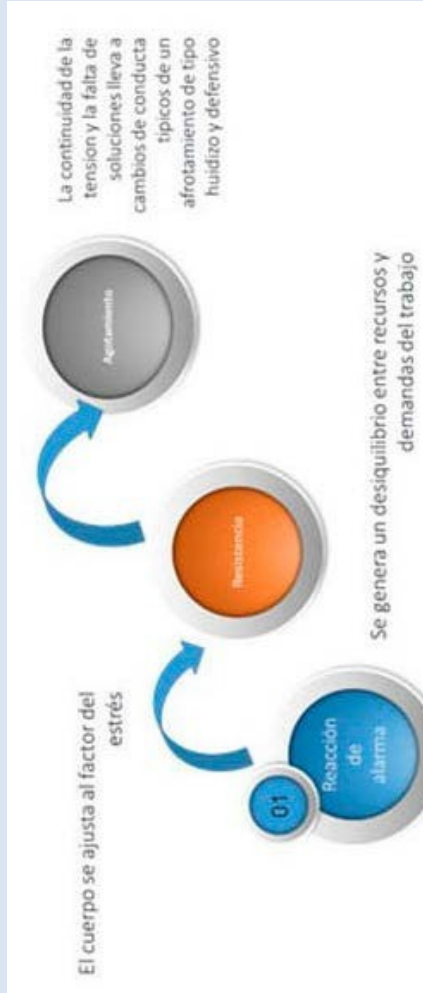 El cuerpo se ajusta al factor del
estrés
01
Reacción
de
alarma
Resistencia
Se genera un desiquilibrio entre recursos y
demandas del trabajo
Agotamiento
La continuidad de la
tension y la falta de
soluciones lleva a
cambios de conducta
tipicos de un
afrotamiento de tipo
huidizo y defensivo